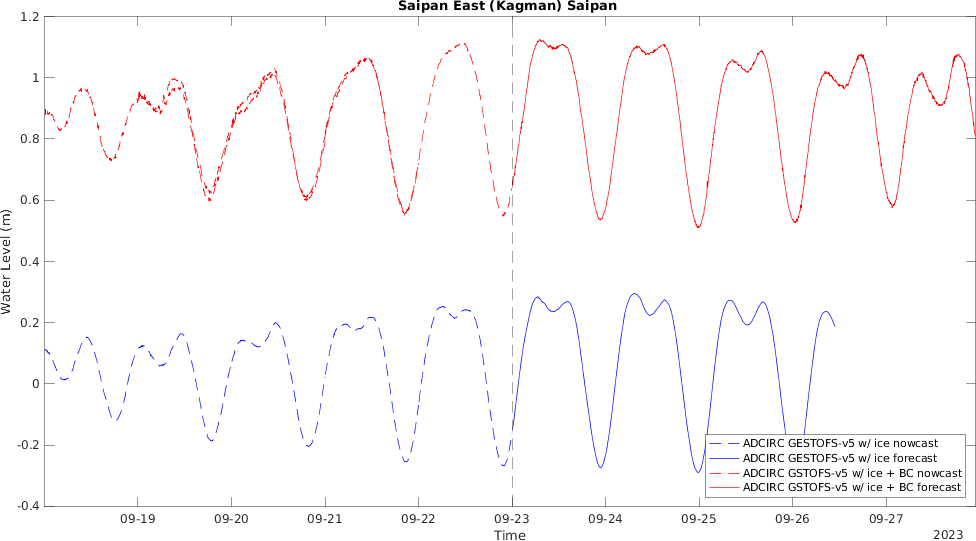 Saipan East (Kagman) Saipan
1.2
1
0.8
0.6
0.4
0.2
0
-0.2
-0.4
Water Level (m)
ADCIRC GESTOFS-v5 w/ ice nowcast
ADCIRC GESTOFS-v5 w/ ice forecast
ADCIRC GSTOFS-v5 w/ ice + BC nowcast
ADCIRC GSTOFS-v5 w/ ice + BC forecast
09-19 09-20 09-21 09-22 09-23 09-24 09-25 09-26 09-27
Time
2023